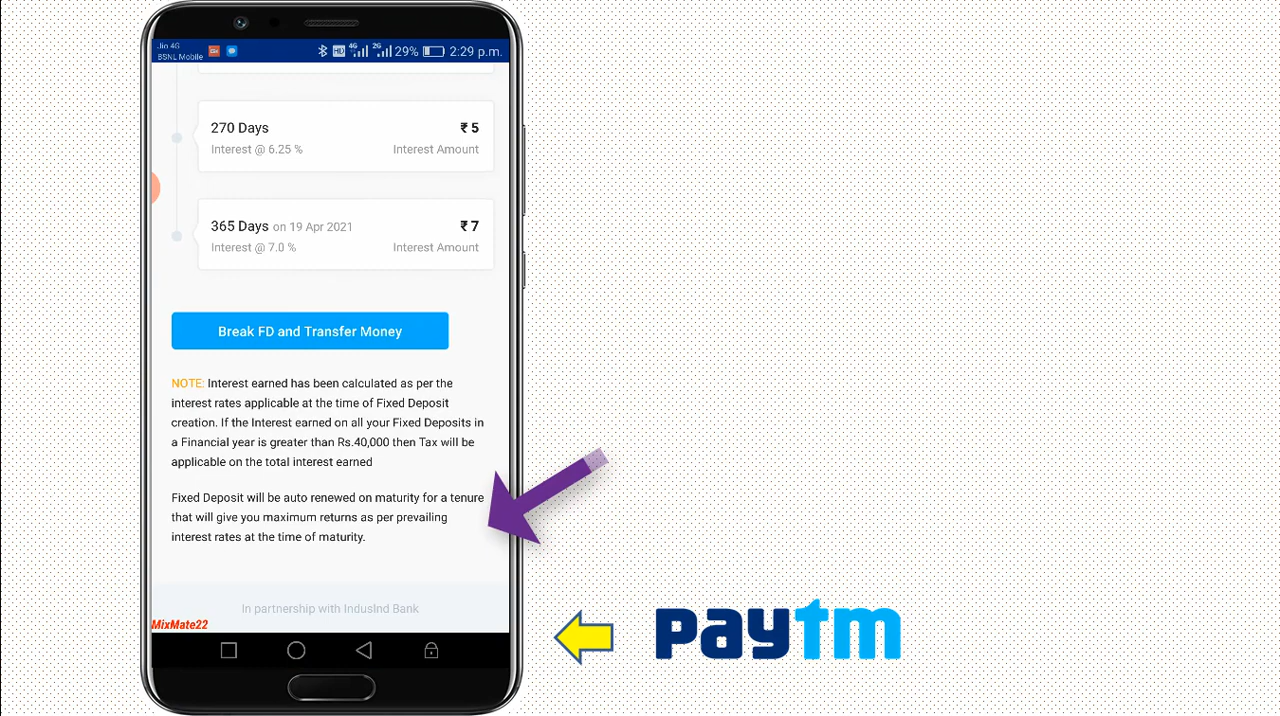 Jio 4G
BSNL Mobile
HD 4G 2G 29% 2:29 p.m.
270 Days ₹ 5
Interest @ 6.25 % Interest Amount
365 Days on 19 Apr 2021 ₹ 7
Interest @ 7.0 % Interest Amount
Break FD and Transfer Money
NOTE: Interest earned has been calculated as per the
interest rates applicable at the time of Fixed Deposit
creation. If the Interest earned on all your Fixed Deposits in
a Financial year is greater than Rs.40,000 then Tax will be
applicable on the total interest earned
Fixed Deposit will be auto renewed on maturity for a tenure
that will give you maximum returns as per prevailing
interest rates at the time of maturity.
In partnership with IndusInd Bank
MixMate22
paytm